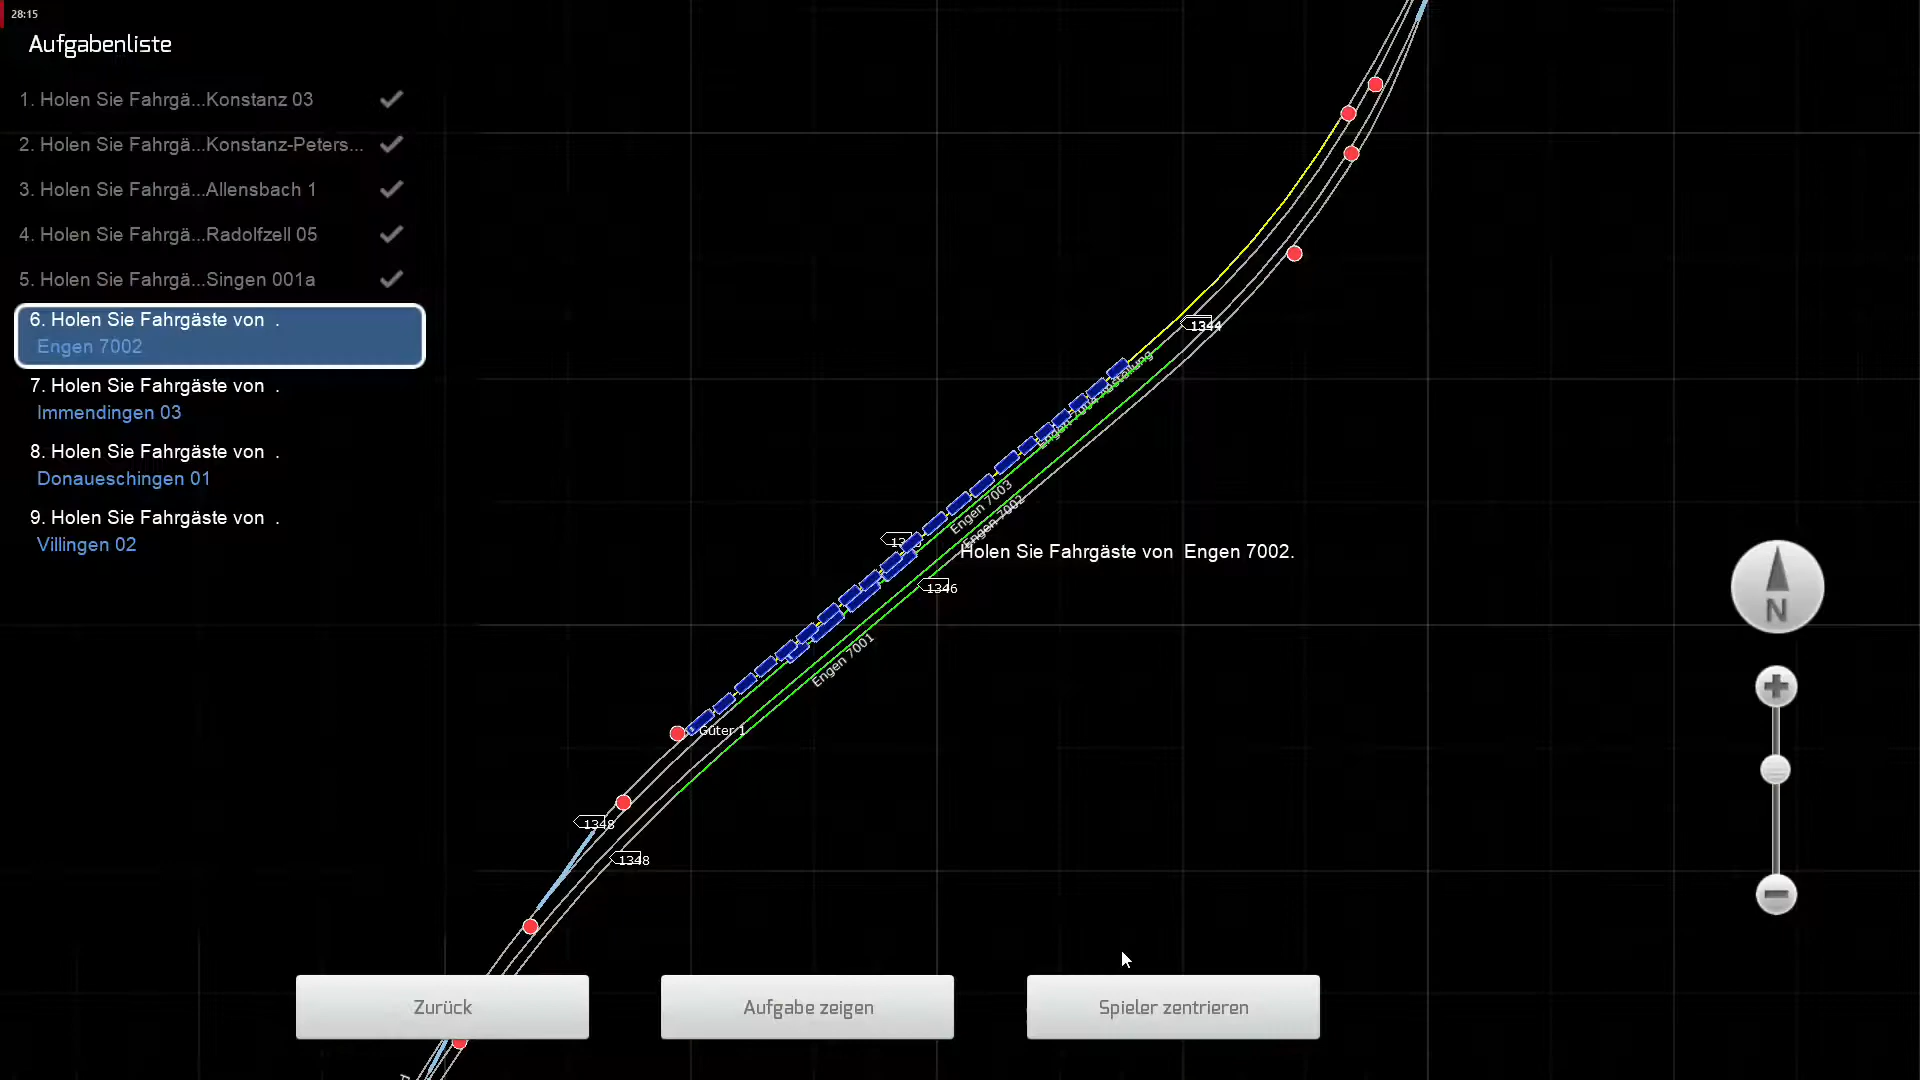 28:15
Aufgabenliste
1. Holen Sie Fahrgä...Konstanz 03
2. Holen Sie Fahrgä...Konstanz-Peters...
3. Holen Sie Fahrgä...Allensbach 1
4. Holen Sie Fahrgä...Radolfzell 05
5. Holen Sie Fahrgä...Singen 001a
6. Holen Sie Fahrgäste von .
Engen 7002
7. Holen Sie Fahrgäste von .
Immendingen 03
8. Holen Sie Fahrgäste von .
Donaueschingen 01
9. Holen Sie Fahrgäste von .
Villingen 02
1344
Engen 7003
Engen 7002
Holen Sie Fahrgäste von Engen 7002.
1346
Engen 7001
Güter 1
1348
1348
N
Zurück
Aufgabe zeigen
Spieler zentrieren